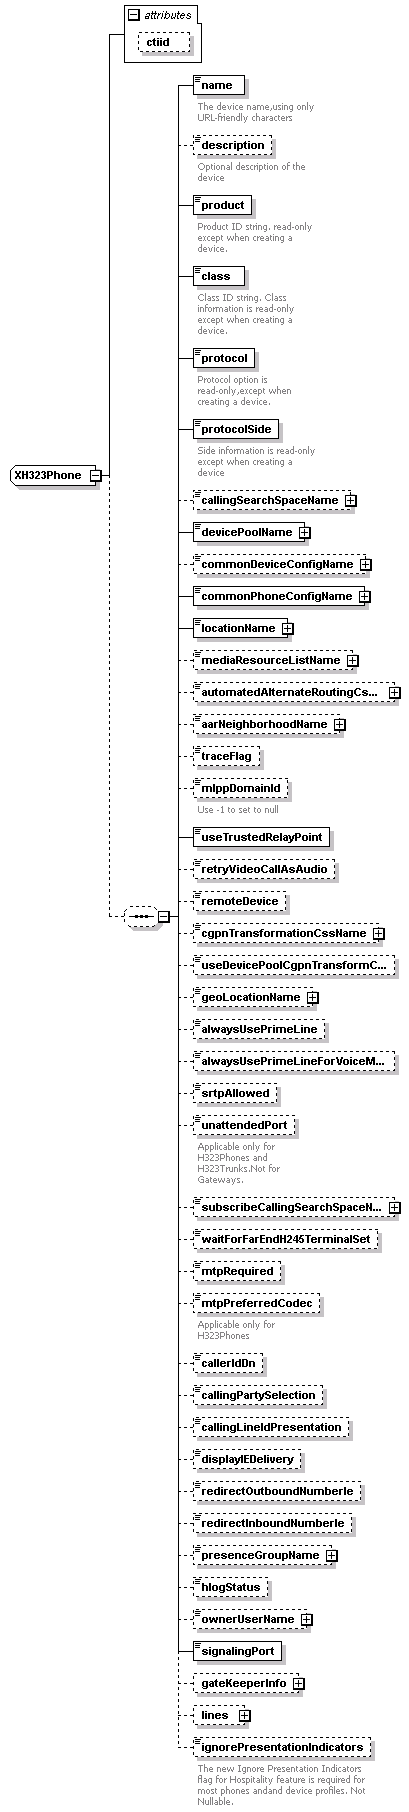 attributes
ctiid
name
The device name,using only
URL-friendly characters
description
Optional description of the
device
product
Product ID string. read-only
except when creating a
device.
class
Class ID string. Class
information is read-only
except when creating a
device.
protocol
Protocol option is
read-only,except when
creating a device.
protocolSide
Side information is read-only
except when creating a
device
XH323Phone
callingSearchSpaceName
devicePoolName
commonDeviceConfigName
commonPhoneConfigName
locationName
mediaResourceListName
automatedAlternateRoutingCs...
aarNeighborhoodName
traceFlag
mlppDomainId
Use -1 to set to null
useTrustedRelayPoint
retryVideoCallAsAudio
remoteDevice
cgpnTransformationCssName
useDevicePoolCgpnTransformC...
geoLocationName
alwaysUsePrimeLine
alwaysUsePrimeLineForVoiceM...
srtpAllowed
unattendedPort
Applicable only for
H323Phones and
H323Trunks.Not for
Gateways.
subscribeCallingSearchSpaceN...
waitForFarEndH245TerminalSet
mtpRequired
mtpPreferredCodec
Applicable only for
H323Phones
callerIdDn
callingPartySelection
callingLineIdPresentation
displayIEDelivery
redirectOutboundNumberIe
redirectInboundNumberIe
presenceGroupName
hlogStatus
ownerUserName
signalingPort
gateKeeperInfo
lines
ignorePresentationIndicators
The new Ignore Presentation Indicators
flag for Hospitality feature is required for
most phones andand device profiles. Not
Nullable.